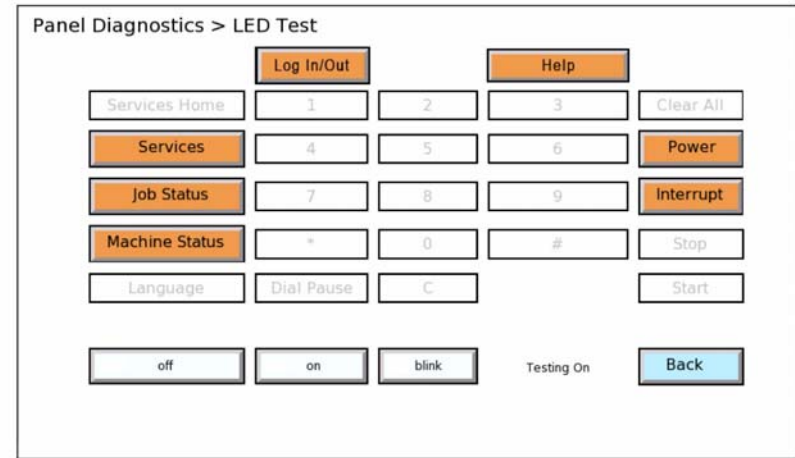 Panel Diagnostics > LED Test
Log In/Out Help
Services Home 1 2 3 Clear All
Services 4 5 6 Power
Job Status 7 8 9 Interrupt
Machine Status * 0 # Stop
Language Dial Pause C Start
off on blink Testing On Back